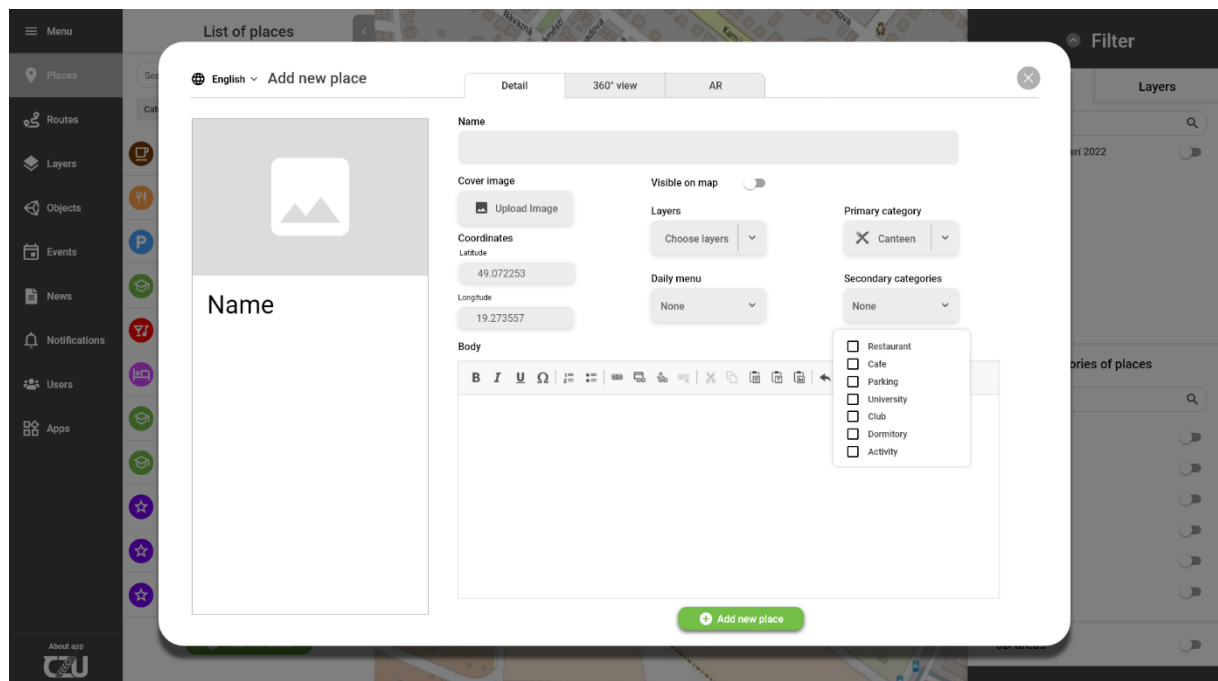 Menu
Places
Routes
Layers
Objects
Events
News
Notifications
Users
Apps
About app
CZU
List of places
Filter
Layers
English
Add new place
Detail
360° view
AR
Name
Name
Cover image
Upload Image
Visible on map
Coordinates
Latitude
49.072253
Longitude
19.273557
Layers
Choose layers
Primary category
Canteen
Daily menu
None
Secondary categories
None
Restaurant
Cafe
Parking
University
Club
Dormitory
Activity
Body
B I U Ω
Add new place
2022
of places